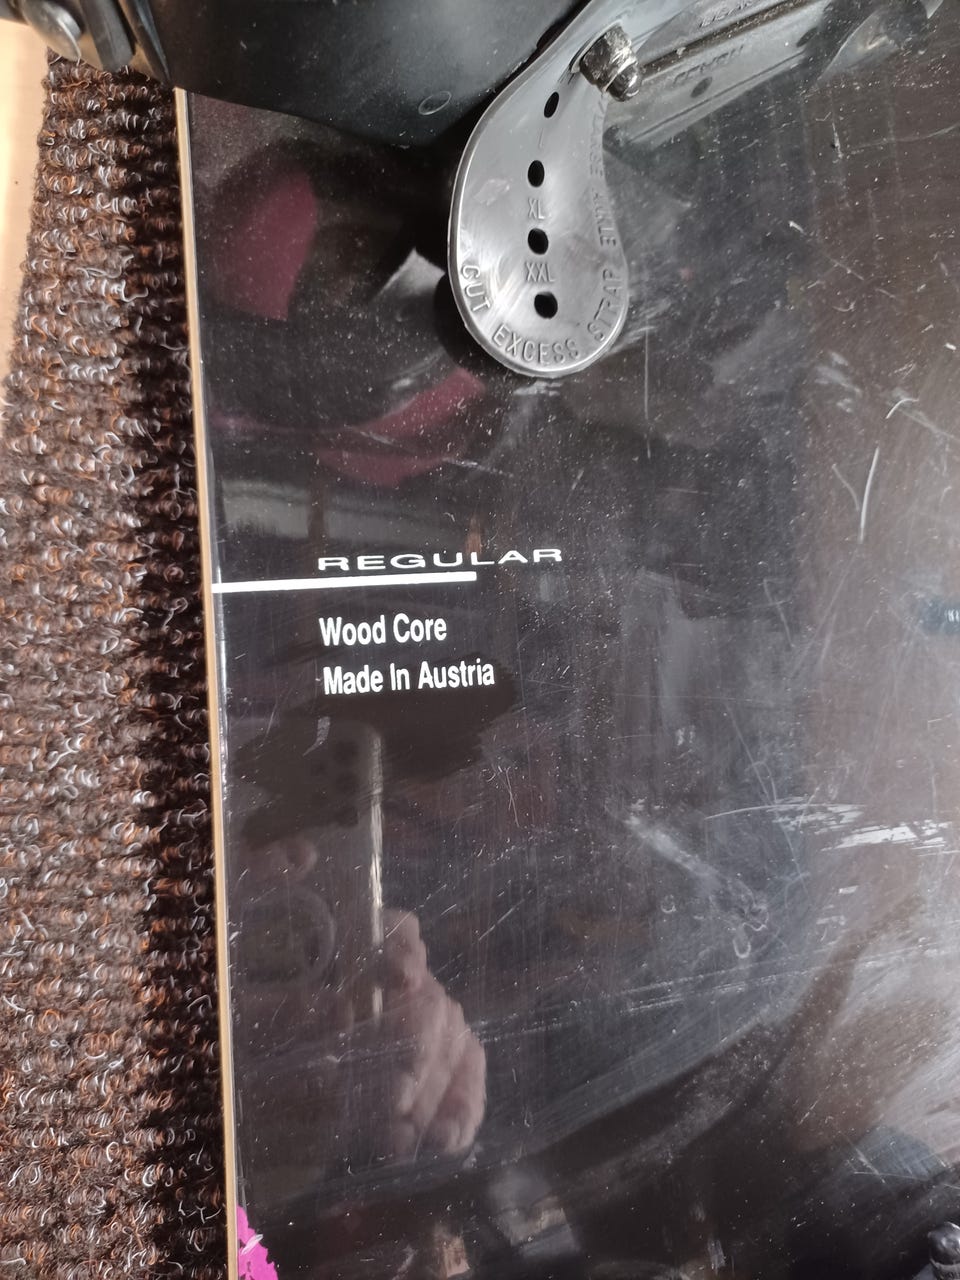 XL
XXL
CUT EXCESS STRAP
REGULAR
Wood Core
Made In Austria